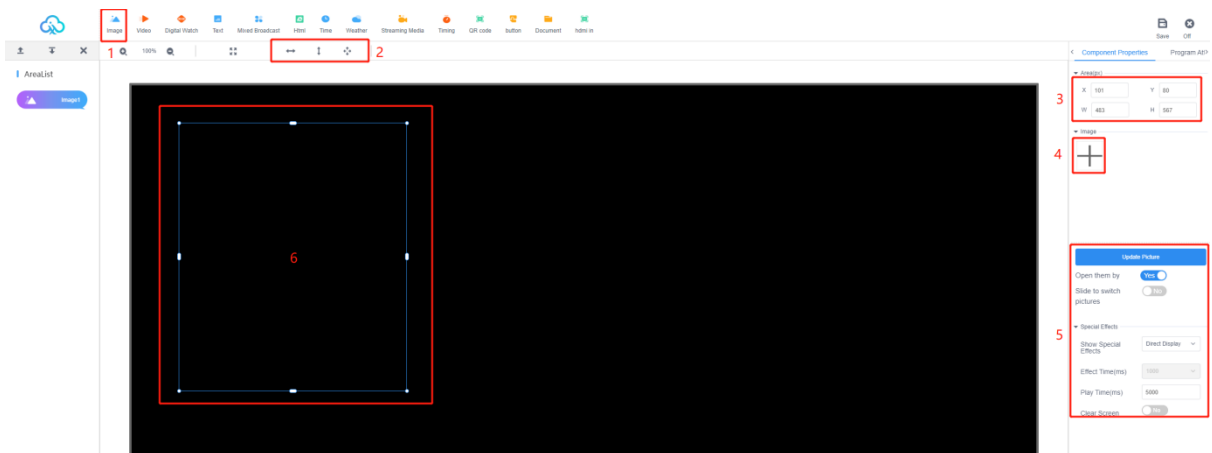 Image Video Digital Watch Text Mixed Broadcast Html Time Weather Streaming Media Timing QR code button Document hdmi in
Save Off
1 100% 2
Component Properties Program Att
AreaList
Image1
Area(px)
3
X 101 Y 80
W 483 H 567
Image
4
6
Update Picture
Open them by Yes
Slide to switch No
pictures
5
Special Effects
Show Special Direct Display
Effects
Effect Time(ms) 1000
Play Time(ms) 5000
Clear Screen No